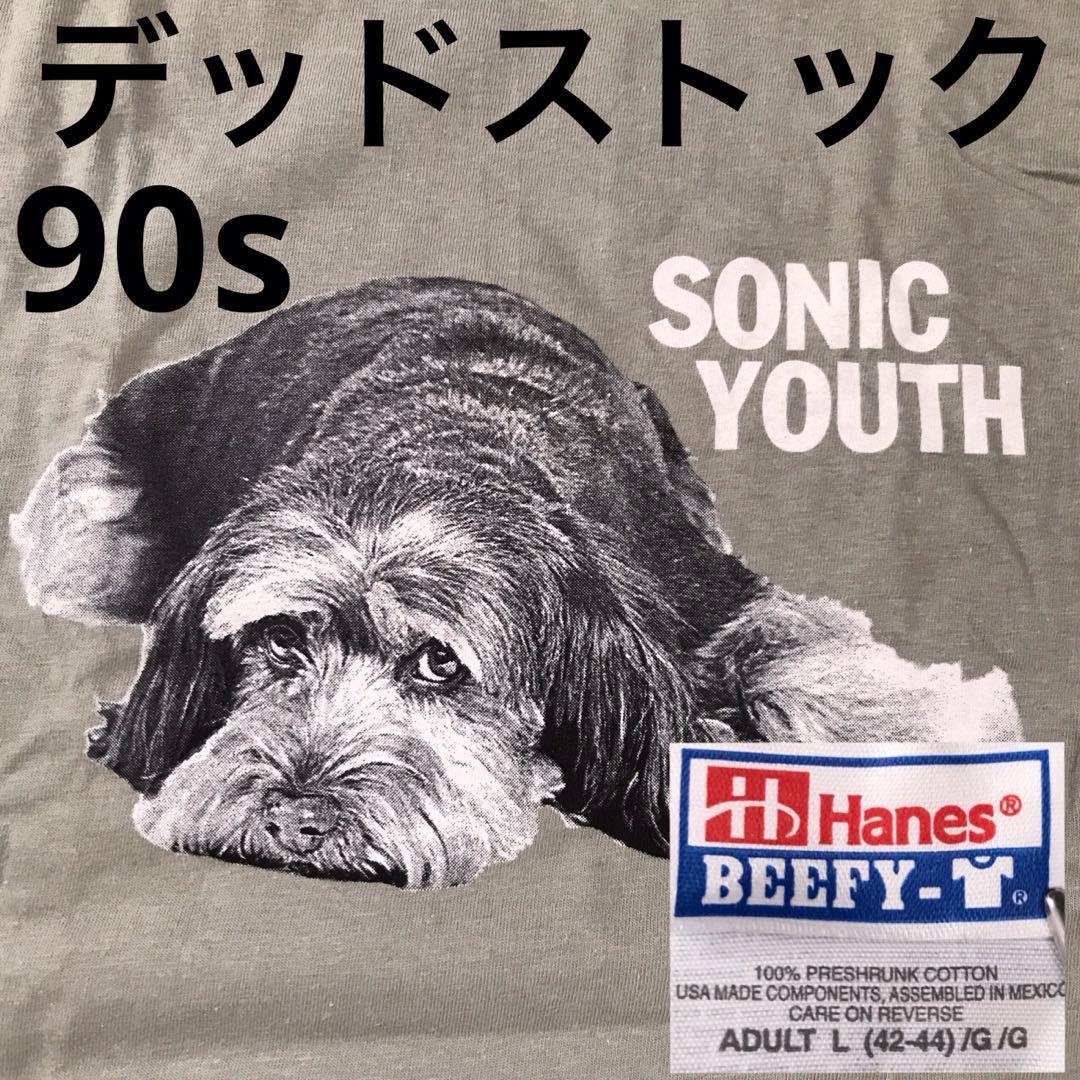 デッドストック
90s
SONIC
YOUTH
Hanes®
BEEFY-T®
100% PRESHRUNK COTTON
USA MADE COMPONENTS, ASSEMBLED IN MEXICO
CARE ON REVERSE
ADULT L (42-44) /G /G